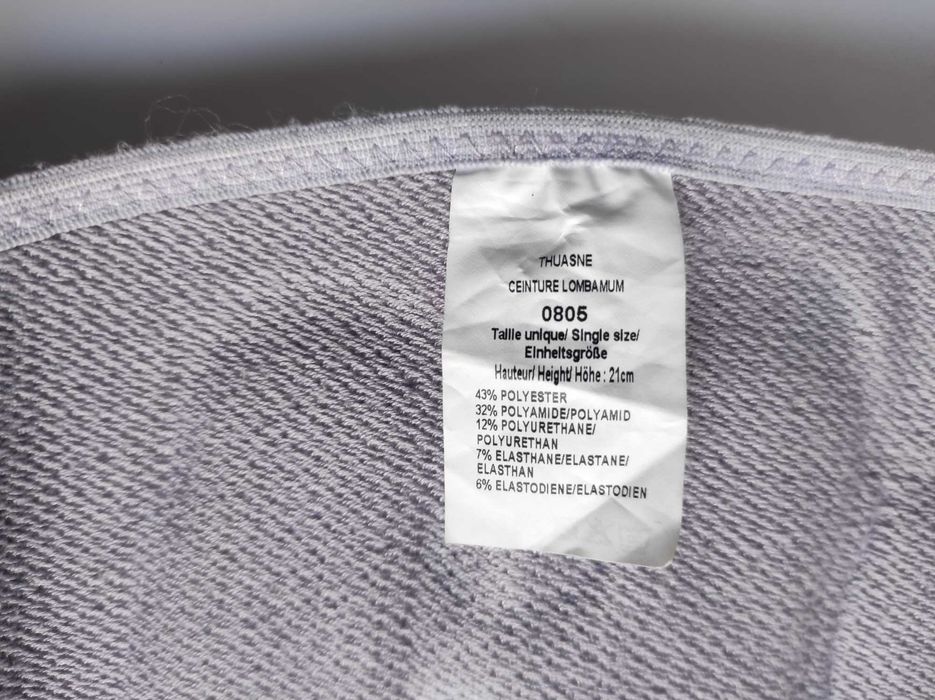 THUASNE
CEINTURE LOMBAMUM
0805
Taille unique/ Single size/
Einheitsgröße
Hauteur/ Height/ Höhe : 21cm
43% POLYESTER
32% POLYAMIDE/POLYAMID
12% POLYURETHANE/
POLYURETHAN
7% ELASTHANE/ELASTANE/
ELASTHAN
6% ELASTODIENE/ELASTODIEN